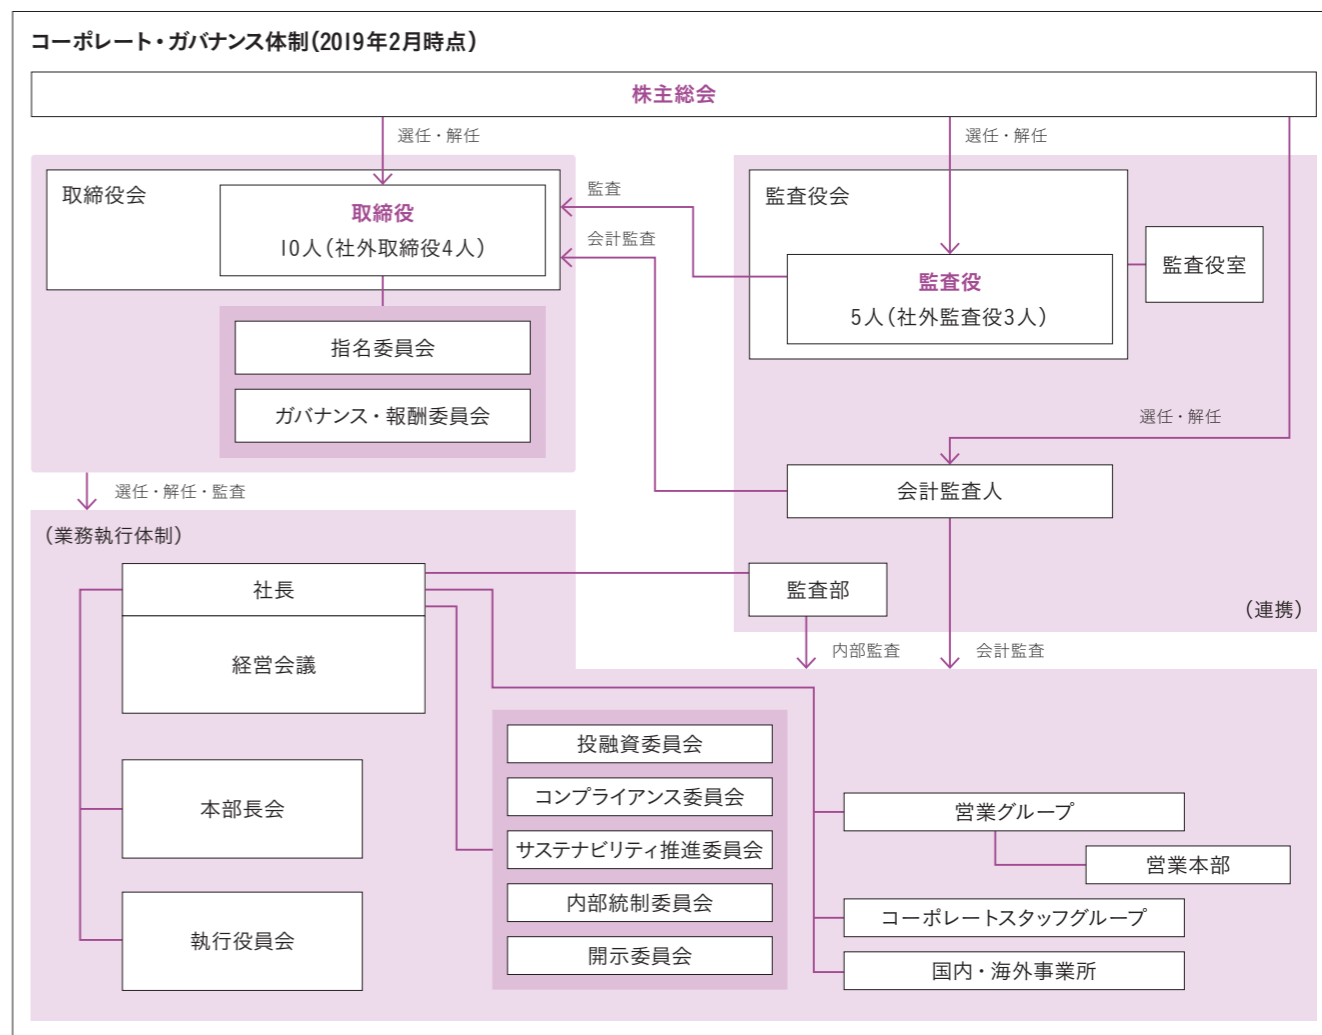 コーポレート・ガバナンス体制(2019年2月時点)
株主総会
選任・解任
選任・解任
取締役会
取締役
10人(社外取締役4人)
監査
会計監査
監査役会
監査役
5人(社外監査役3人)
監査役室
指名委員会
ガバナンス・報酬委員会
選任・解任
会計監査人
選任・解任・監査
(業務執行体制)
社長
経営会議
監査部
(連携)
内部監査
会計監査
本部長会
執行役員会
投融資委員会
コンプライアンス委員会
サステナビリティ推進委員会
内部統制委員会
開示委員会
営業グループ
営業本部
コーポレートスタッフグループ
国内・海外事業所